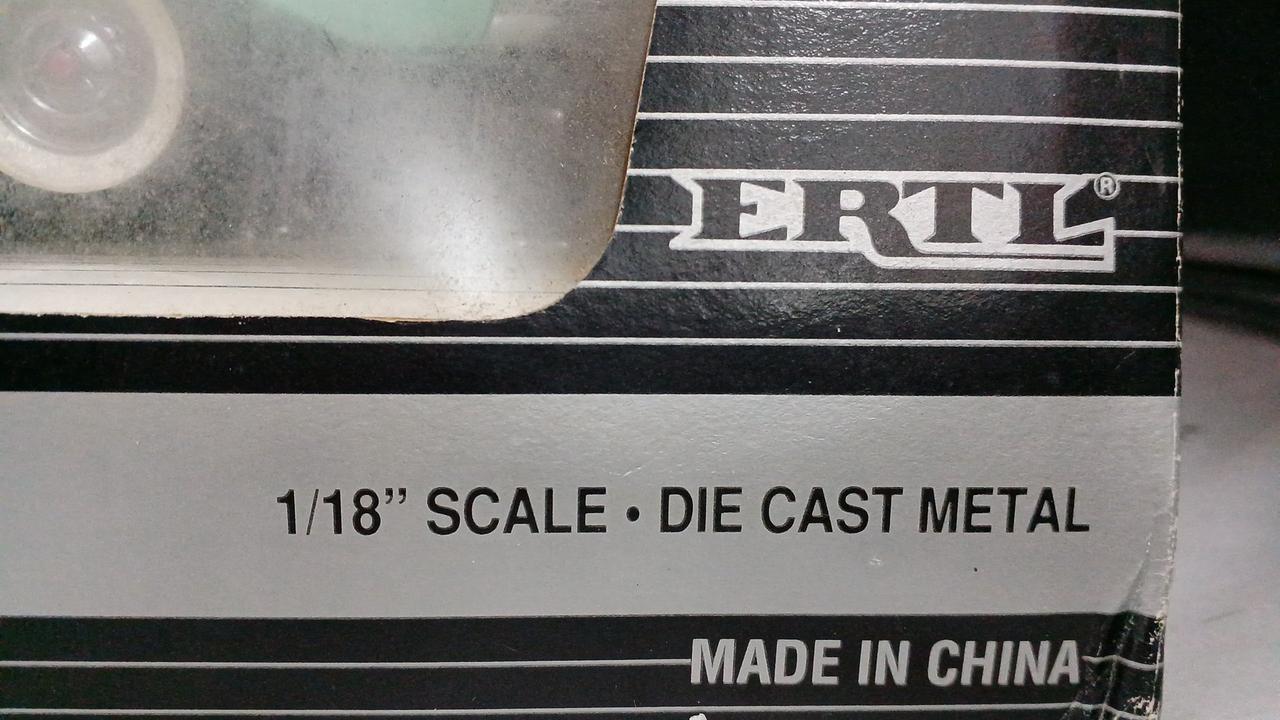 ERTL®
1/18” SCALE • DIE CAST METAL
MADE IN CHINA